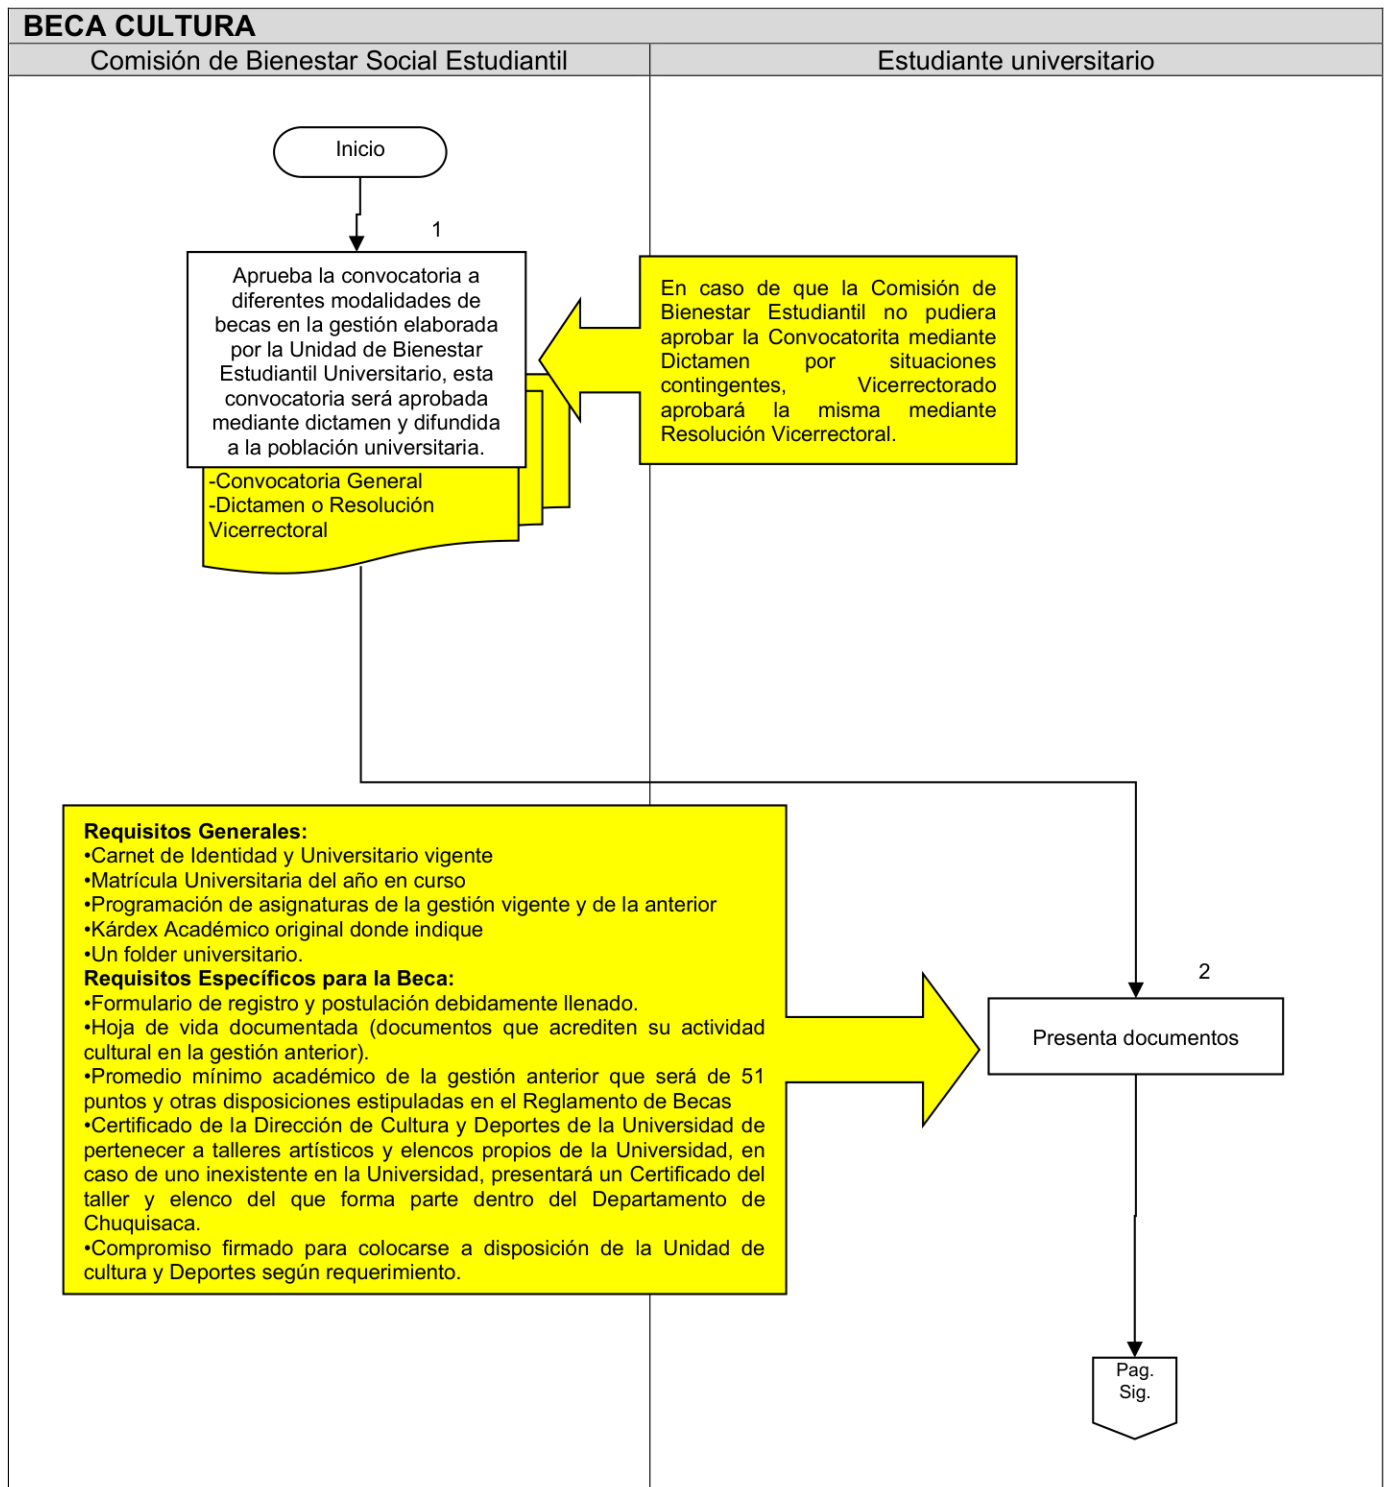 BECA CULTURA
Comisión de Bienestar Social Estudiantil
Estudiante universitario
Inicio
1
Aprueba la convocatoria a
diferentes modalidades de
becas en la gestión elaborada
por la Unidad de Bienestar
Estudiantil Universitario, esta
convocatoria será aprobada
mediante dictamen y difundida
a la población universitaria.
-Convocatoria General
-Dictamen o Resolución
Vicerrectoral
En caso de que la Comisión de
Bienestar Estudiantil no pudiera
aprobar la Convocatorita mediante
Dictamen por situaciones
contingentes, Vicerrectorado
aprobará la misma mediante
Resolución Vicerrectoral.
Requisitos Generales:
•Carnet de Identidad y Universitario vigente
•Matrícula Universitaria del año en curso
•Programación de asignaturas de la gestión vigente y de la anterior
•Kárdex Académico original donde indique
•Un folder universitario.
Requisitos Específicos para la Beca:
•Formulario de registro y postulación debidamente llenado.
•Hoja de vida documentada (documentos que acrediten su actividad
cultural en la gestión anterior).
•Promedio mínimo académico de la gestión anterior que será de 51
puntos y otras disposiciones estipuladas en el Reglamento de Becas
•Certificado de la Dirección de Cultura y Deportes de la Universidad de
pertenecer a talleres artísticos y elencos propios de la Universidad, en
caso de uno inexistente en la Universidad, presentará un Certificado del
taller y elenco del que forma parte dentro del Departamento de
Chuquisaca.
•Compromiso firmado para colocarse a disposición de la Unidad de
cultura y Deportes según requerimiento.
2
Presenta documentos
Pag.
Sig.